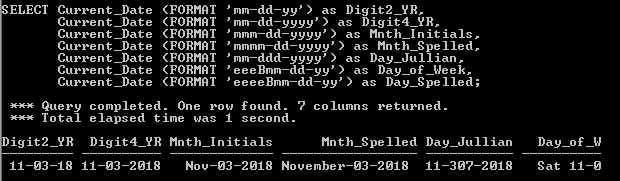 SELECT Current_Date (FORMAT 'mm-dd-yy') as Digit2_YR,
Current_Date (FORMAT 'mm-dd-yyyy') as Digit4_YR,
Current_Date (FORMAT 'mmm-dd-yyyy') as Mnth_Initials,
Current_Date (FORMAT 'mmmm-dd-yyyy') as Mnth_Spelled,
Current_Date (FORMAT 'mm-ddd-yyyy') as Day_Jullian,
Current_Date (FORMAT 'eeeBmm-dd-yy') as Day_of_Week,
Current_Date (FORMAT 'eeeeBmm-dd-yy') as Day_Spelled;
*** Query completed. One row found. 7 columns returned.
*** Total elapsed time was 1 second.
Digit2_YR Digit4_YR Mnth_Initials Mnth_Spelled Day_Jullian Day_of_W
--------- ---------- ------------- ----------------- ----------- --------
11-03-18 11-03-2018 Nov-03-2018 November-03-2018 11-307-2018 Sat 11-0